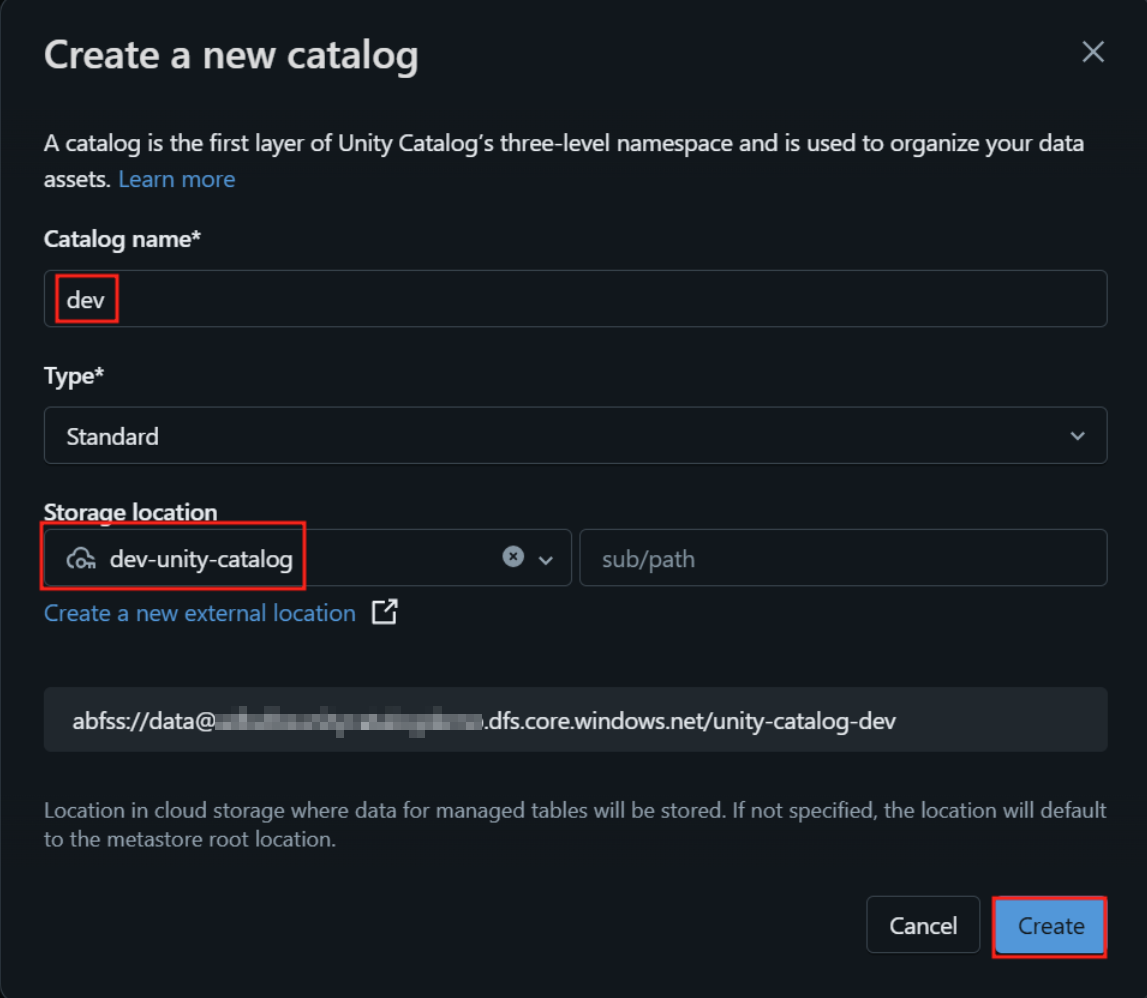 Create a new catalog
A catalog is the first layer of Unity Catalog’s three-level namespace and is used to organize your data
assets. Learn more
Catalog name*
dev
Type*
Standard
Storage location
dev-unity-catalog
sub/path
Create a new external location
abfss://data@ .dfs.core.windows.net/unity-catalog-dev
Location in cloud storage where data for managed tables will be stored. If not specified, the location will default
to the metastore root location.
Cancel
Create